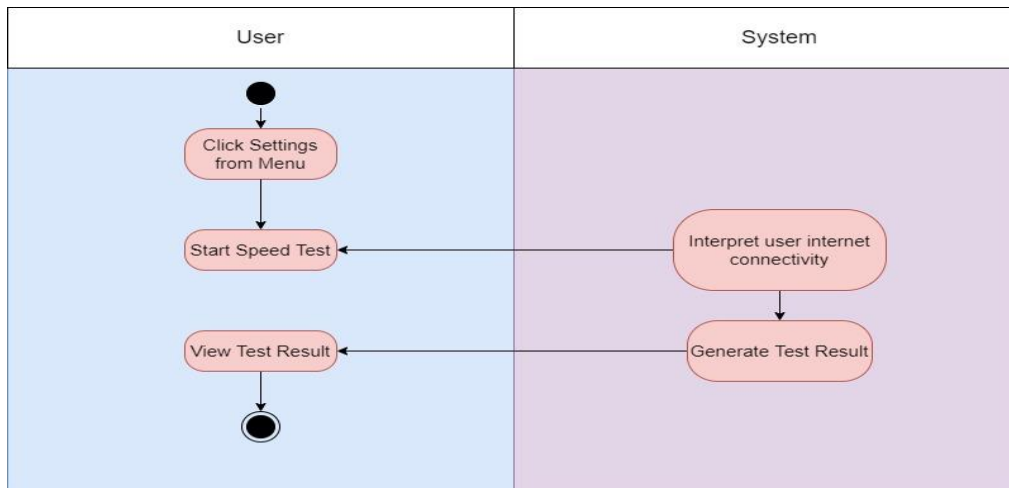 User
System
Click Settings
from Menu
Start Speed Test
Interpret user internet
connectivity
View Test Result
Generate Test Result